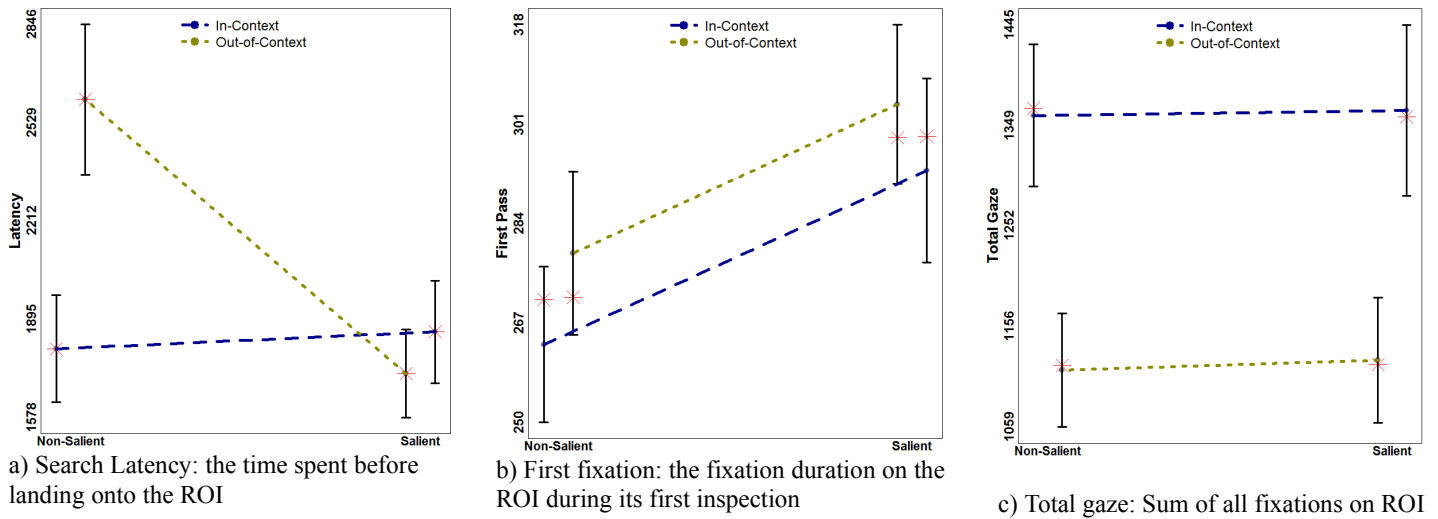 2846
2529
2212
1895
1578
Latency
In-Context
Out-of-Context
Non-Salient
Salient
a) Search Latency: the time spent before
landing onto the ROI
318
301
284
267
250
First Pass
In-Context
Out-of-Context
Non-Salient
Salient
b) First fixation: the fixation duration on the
ROI during its first inspection
1445
1349
1252
1156
1059
Total Gaze
In-Context
Out-of-Context
Non-Salient
Salient
c) Total gaze: Sum of all fixations on ROI